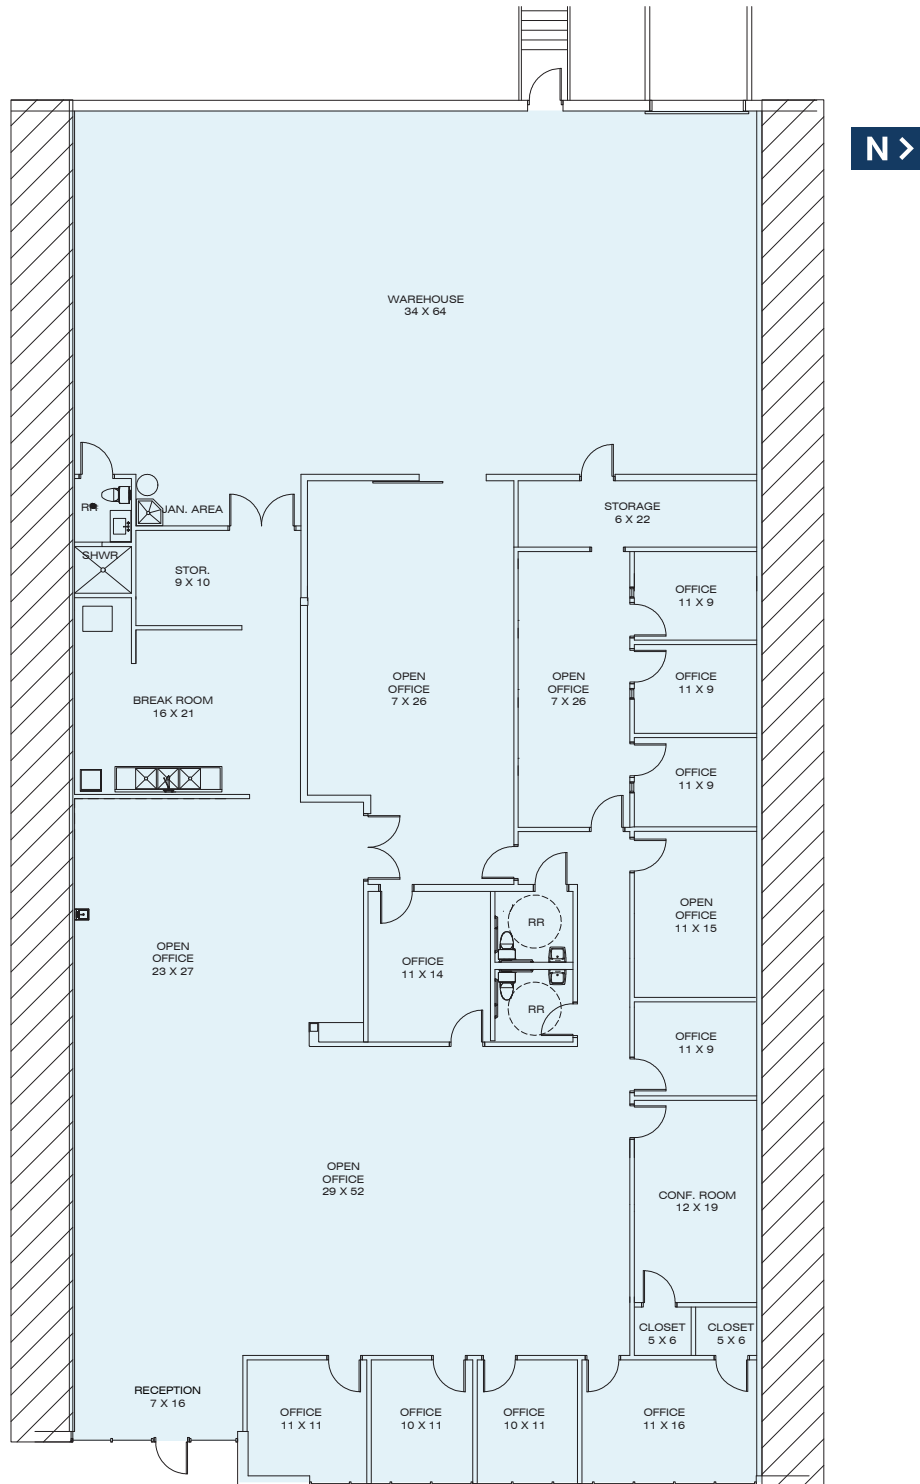 N >
WAREHOUSE
34 X 64
RR
JAN. AREA
STORAGE
6 X 22
SHWR
STOR.
9 X 10
OFFICE
11 X 9
OPEN
OFFICE
7 X 26
OPEN
OFFICE
7 X 26
OFFICE
11 X 9
BREAK ROOM
16 X 21
OFFICE
11 X 9
OPEN
OFFICE
11 X 15
RR
OPEN
OFFICE
23 X 27
OFFICE
11 X 14
RR
OFFICE
11 X 9
OPEN
OFFICE
29 X 52
CONF. ROOM
12 X 19
CLOSET
5 X 6
CLOSET
5 X 6
RECEPTION
7 X 16
OFFICE
11 X 11
OFFICE
10 X 11
OFFICE
10 X 11
OFFICE
11 X 16